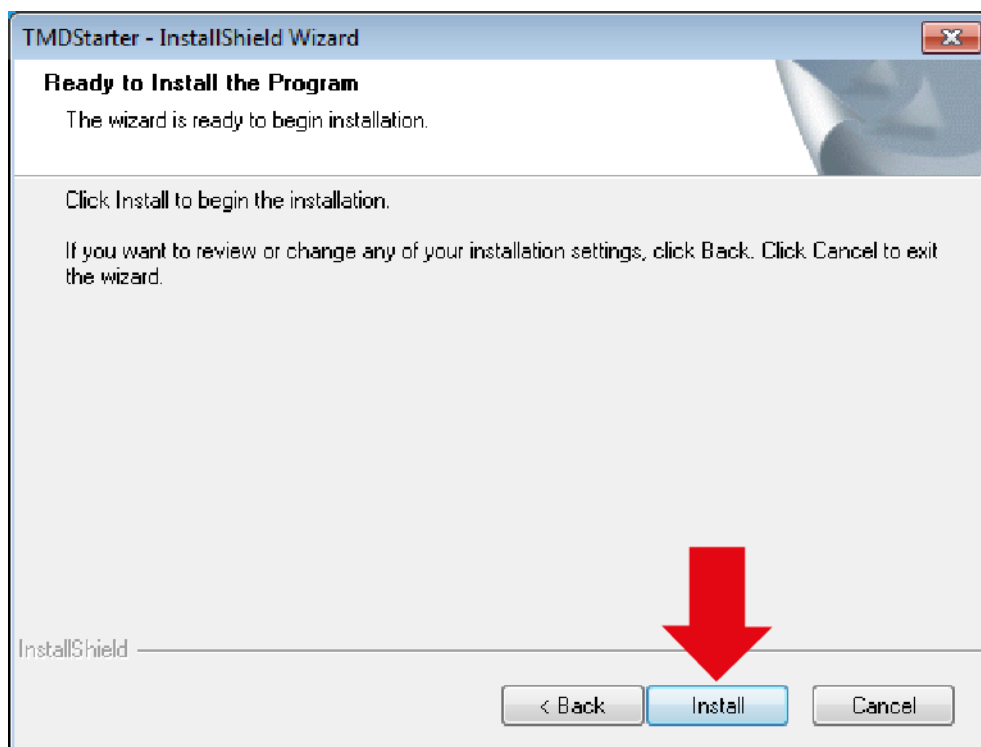 TMDStarter - InstallShield Wizard
Ready to Install the Program
The wizard is ready to begin installation.
Click Install to begin the installation.
If you want to review or change any of your installation settings, click Back. Click Cancel to exit
the wizard.
InstallShield
< Back
Install
Cancel